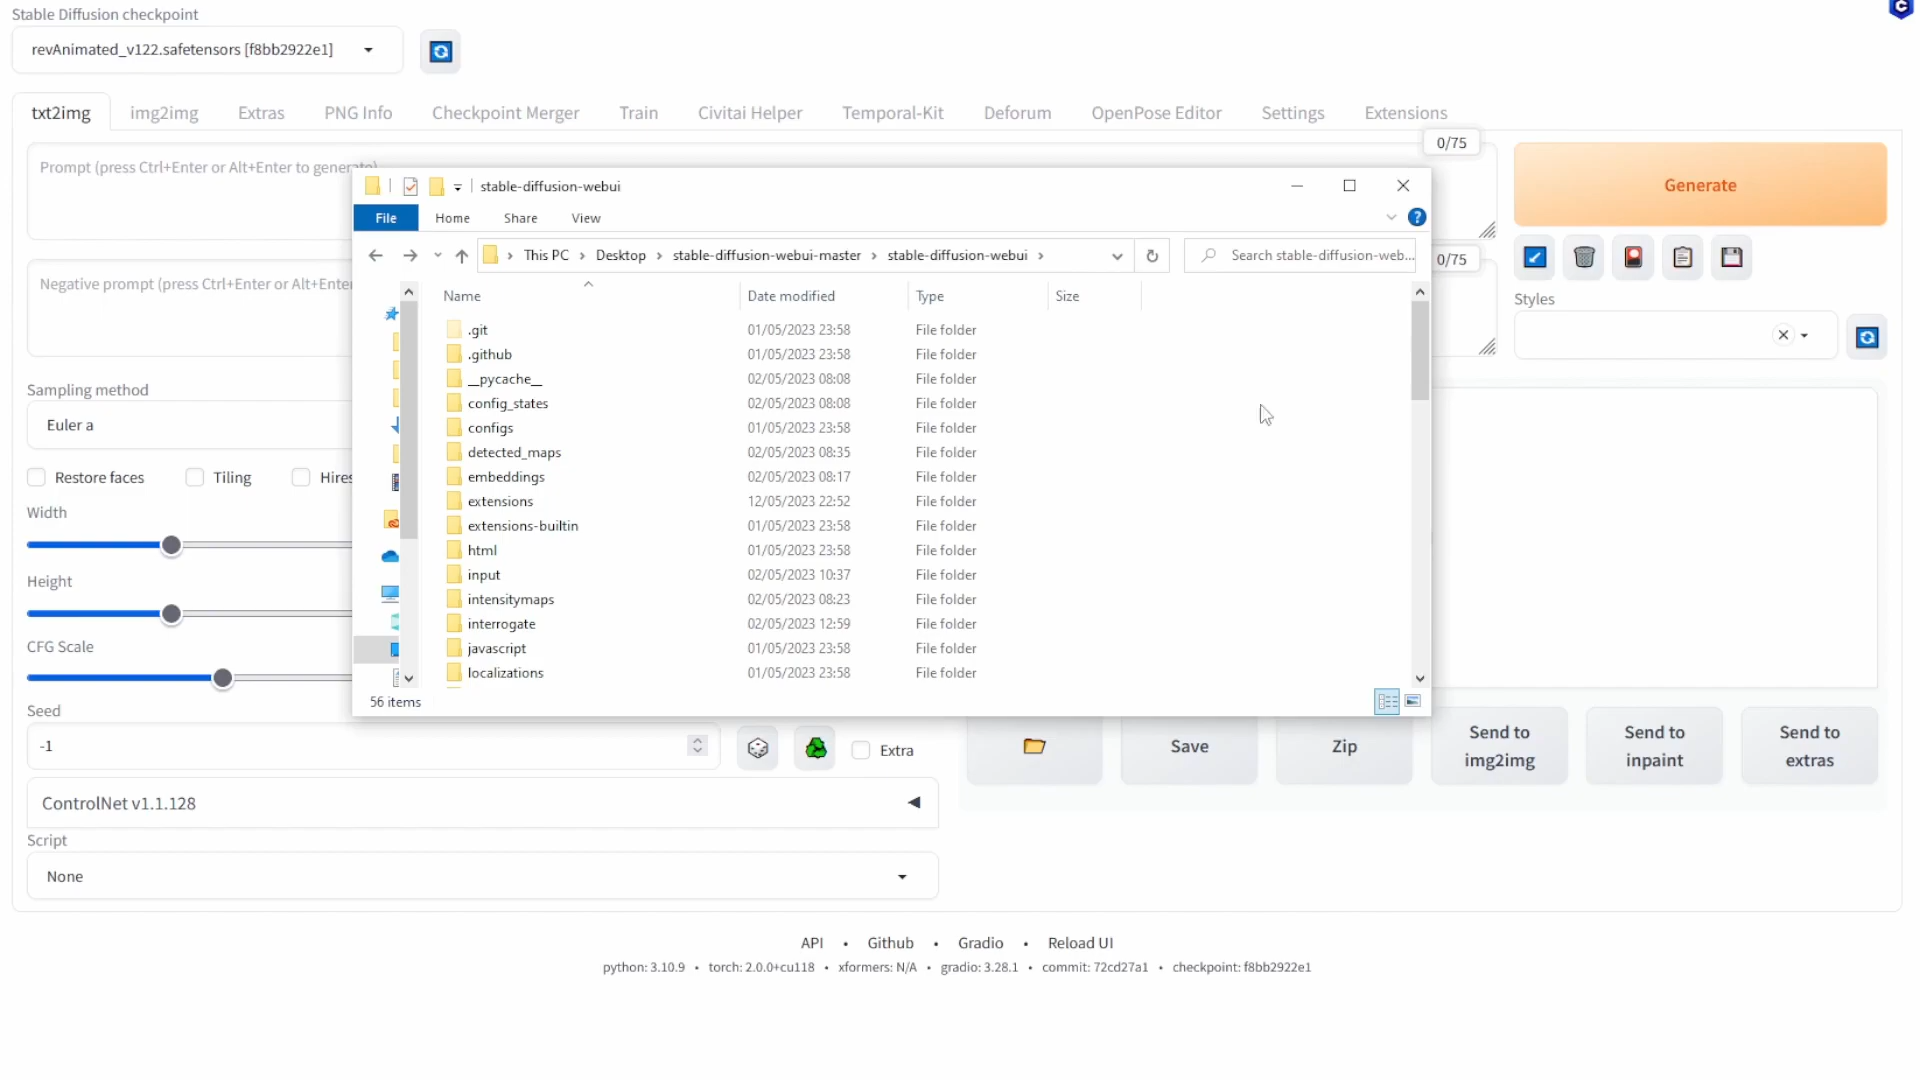 Stable Diffusion checkpoint
revAnimated_v122.safetensors [f8bb2922e1]
txt2img img2img Extras PNG Info Checkpoint Merger Train Civitai Helper Temporal-Kit Deforum OpenPose Editor Settings Extensions
0/75
Prompt (press Ctrl+Enter or Alt+Enter to generate)
Generate
stable-diffusion-webui
File Home Share View
This PC Desktop stable-diffusion-webui-master stable-diffusion-webui
Search stable-diffusion-web...
0/75
Negative prompt (press Ctrl+Enter or Alt+Enter
Styles
Name Date modified Type Size
.git 01/05/2023 23:58 File folder
.github 01/05/2023 23:58 File folder
__pycache__ 02/05/2023 08:08 File folder
config_states 02/05/2023 08:08 File folder
configs 01/05/2023 23:58 File folder
detected_maps 02/05/2023 08:35 File folder
embeddings 02/05/2023 08:17 File folder
extensions 12/05/2023 22:52 File folder
extensions-builtin 01/05/2023 23:58 File folder
html 01/05/2023 23:58 File folder
input 02/05/2023 10:37 File folder
intensitymaps 02/05/2023 08:23 File folder
interrogate 02/05/2023 12:59 File folder
javascript 01/05/2023 23:58 File folder
localizations 01/05/2023 23:58 File folder
56 items
Sampling method
Euler a
Restore faces Tiling Hires
Width
Height
CFG Scale
Seed
-1
Extra
Save
Zip
Send to
img2img
Send to
inpaint
Send to
extras
ControlNet v1.1.128
Script
None
API • Github • Gradio • Reload UI
python: 3.10.9 • torch: 2.0.0+cu118 • xformers: N/A • gradio: 3.28.1 • commit: 72cd27a1 • checkpoint: f8bb2922e1